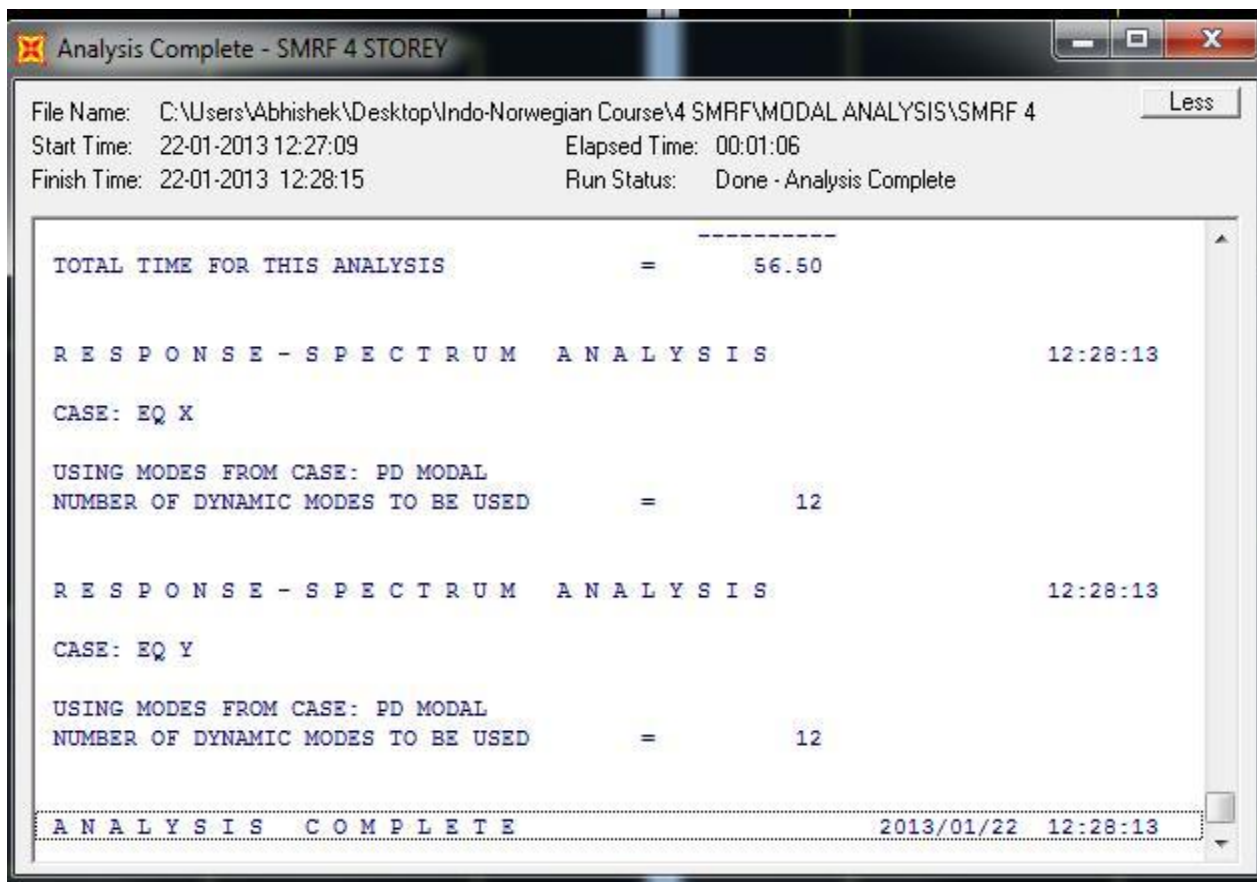 Analysis Complete - SMRF 4 STOREY
File Name: C:\Users\Abhishek\Desktop\Indo-Norwegian Course\4 SMRF\MODAL ANALYSIS\SMRF 4 Less
Start Time: 22-01-2013 12:27:09 Elapsed Time: 00:01:06
Finish Time: 22-01-2013 12:28:15 Run Status: Done - Analysis Complete
----------
TOTAL TIME FOR THIS ANALYSIS = 56.50
R E S P O N S E - S P E C T R U M A N A L Y S I S 12:28:13
CASE: EQ X
USING MODES FROM CASE: PD MODAL
NUMBER OF DYNAMIC MODES TO BE USED = 12
R E S P O N S E - S P E C T R U M A N A L Y S I S 12:28:13
CASE: EQ Y
USING MODES FROM CASE: PD MODAL
NUMBER OF DYNAMIC MODES TO BE USED = 12
A N A L Y S I S C O M P L E T E 2013/01/22 12:28:13